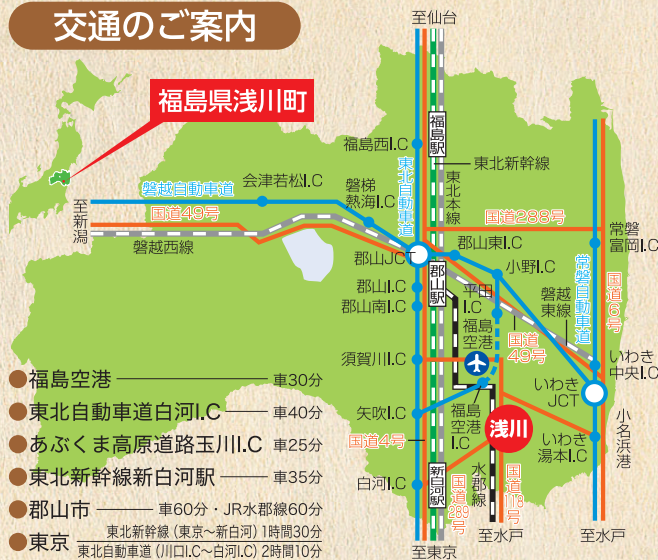 交通のご案内
至仙台
福島県浅川町
福島駅
福島西I.C
東北自動車道
東北新幹線
東北本線
会津若松I.C
磐越自動車道
磐梯
熱海I.C
至新潟
国道49号
磐越西線
国道288号
常磐
富岡I.C
郡山東I.C
郡山JCT
小野I.C
常磐自動車道
国道6号
郡山I.C
郡山駅
平田
I.C
磐越
東線
郡山南I.C
福島
空港
国道
49号
いわき
中央I.C
須賀川I.C
いわき
JCT
矢吹I.C
福島
空港
I.C
浅川
小名浜港
国道4号
いわき
湯本I.C
白河I.C
新白河駅
国道
289号
水郡線
国道
118号
至東京
至水戸
至水戸
●福島空港 車30分
●東北自動車道白河I.C 車40分
●あぶくま高原道路玉川I.C 車25分
●東北新幹線新白河駅 車35分
●郡山市 車60分・JR水郡線60分
●東京 東北新幹線（東京〜新白河）1時間30分
東北自動車道（川口I.C〜白河I.C）2時間10分